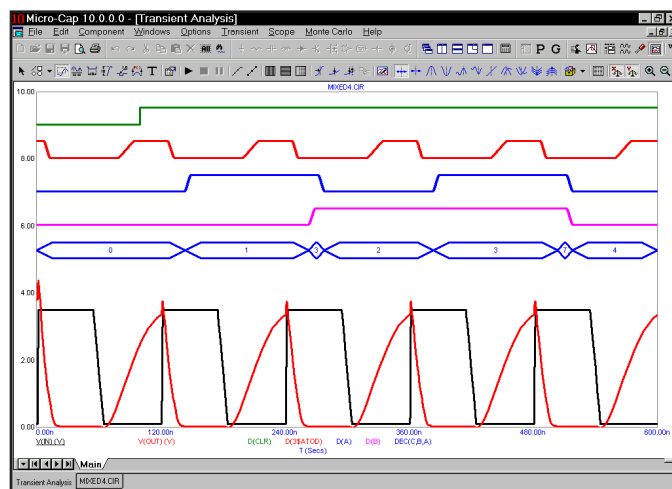 10 Micro-Cap 10.0.0.0 - [Transient Analysis]
File Edit Component Windows Options Transient Scope Monte Carlo Help
T P G
MIXED4.CIR
10.00
8.00
6.00
4.00
2.00
0.00
0 1 3 2 3 7 4
0.00n 120.00n 240.00n 360.00n 480.00n 600.00n
V(IN) (V) V(OUT) (V) D(CLR) D(3$ATOD) D(A) D(B) DEC(C,B,A)
T (Secs)
Main
Transient Analysis MIXED4.CIR